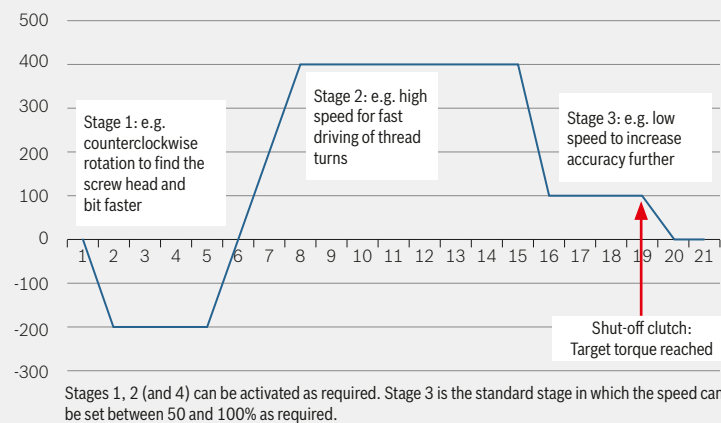 500
400
300
200
100
0
-100
-200
-300
1 2 3 4 5 6 7 8 9 10 11 12 13 14 15 16 17 18 19 20 21
Stage 1: e.g.
counterclockwise
rotation to find the
screw head and
bit faster
Stage 2: e.g. high
speed for fast
driving of thread
turns
Stage 3: e.g. low
speed to increase
accuracy further
Shut-off clutch:
Target torque reached
Stages 1, 2 (and 4) can be activated as required. Stage 3 is the standard stage in which the speed can
be set between 50 and 100% as required.